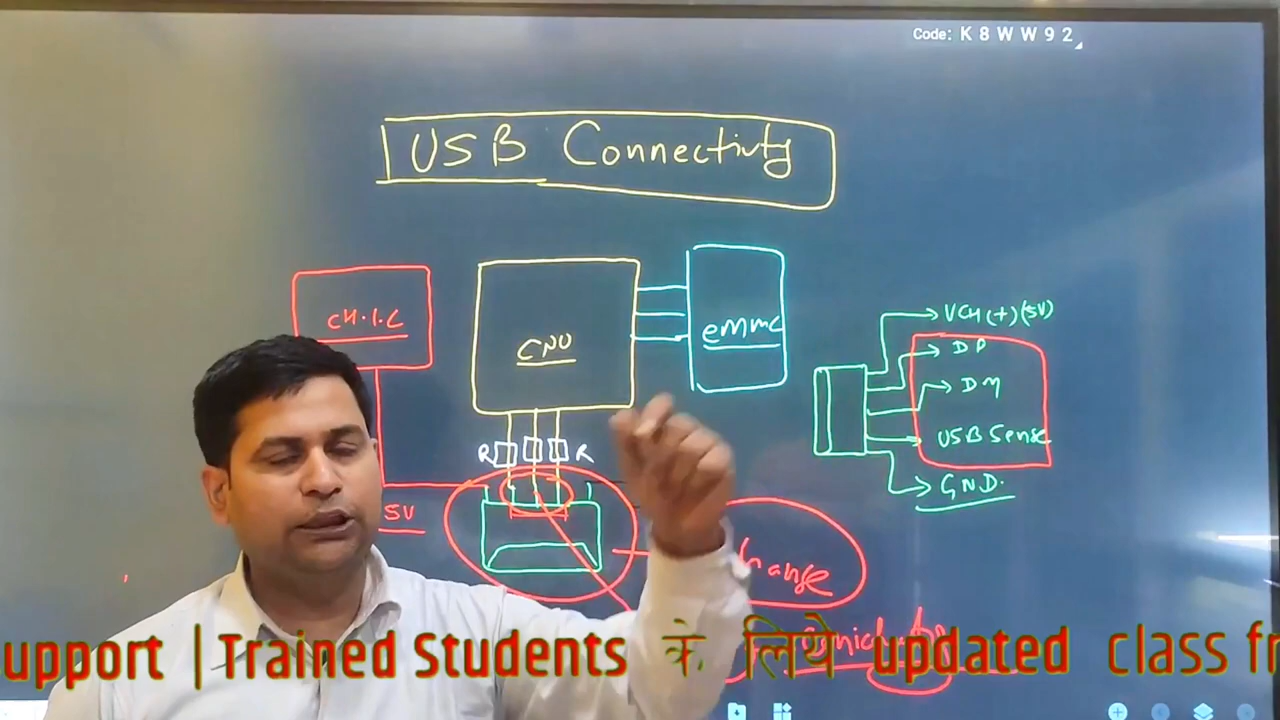 Code: K 8 W W 9 2
USB Connectivity
CH.I.C
CPU
eMMC
VCH(+)(5V)
DP
DM
USB Sense
GND.
R
R
5V
upport | Trained Students के लिये updated class fr